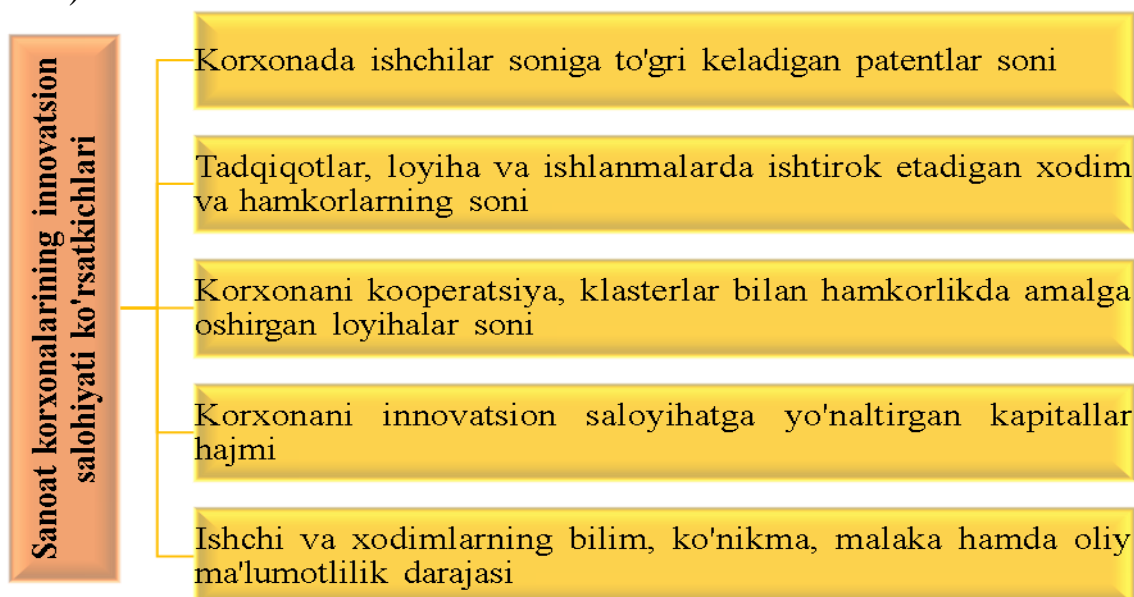 )
Sanoat korxonalarining innovatsion
salohiyati ko'rsatkichlari
Korxonada ishchilar soniga to'gri keladigan patentlar soni
Tadqiqotlar, loyiha va ishlanmalarda ishtirok etadigan xodim
va hamkorlarning soni
Korxonani kooperatsiya, klasterlar bilan hamkorlikda amalga
oshirgan loyihalar soni
Korxonani innovatsion saloyihatga yo'naltirgan kapitallar
hajmi
Ishchi va xodimlarning bilim, ko'nikma, malaka hamda oliy
ma'lumotlilik darajasi